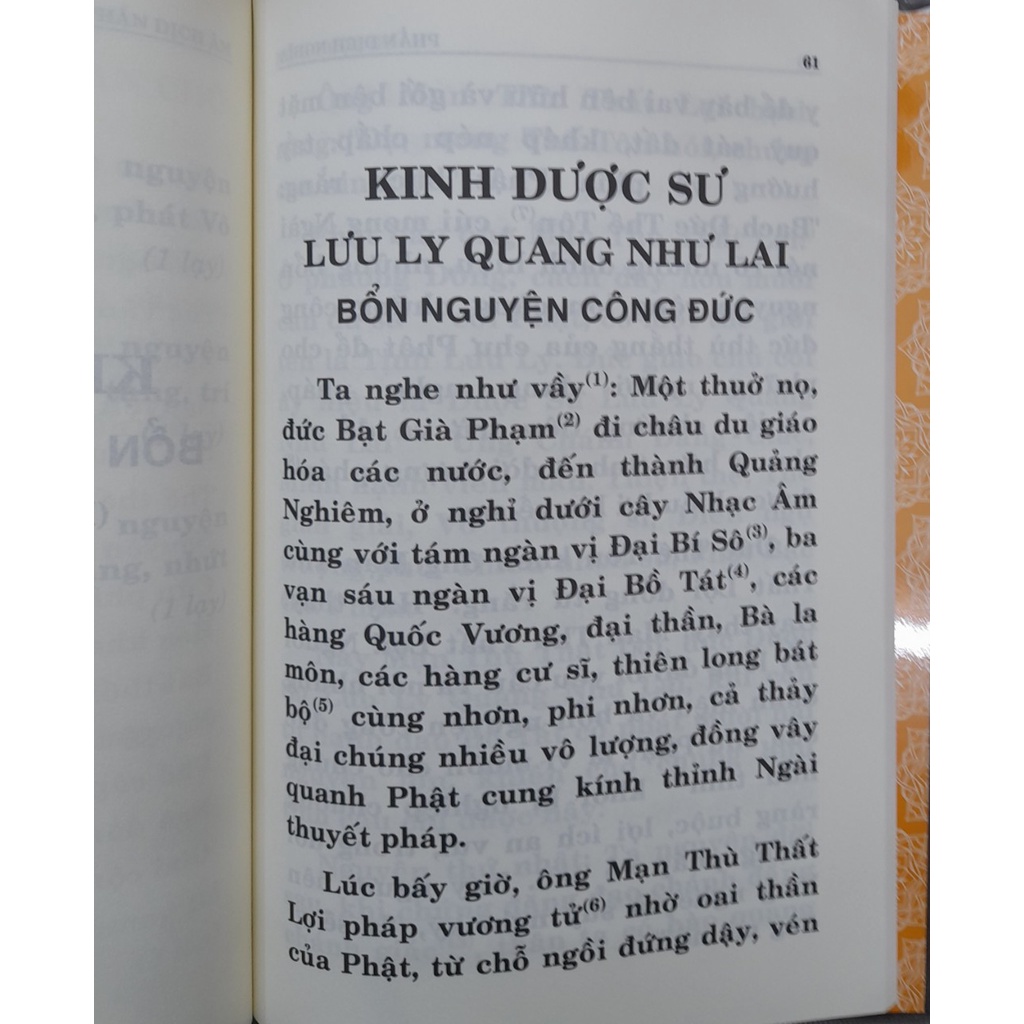 61
KINH DƯỢC SƯ
LƯU LY QUANG NHƯ LAI
BỔN NGUYỆN CÔNG ĐỨC
Ta nghe như vầy(1): Một thuở nọ,
đức Bạt Già Phạm(2) đi châu du giáo
hóa các nước, đến thành Quảng
Nghiêm, ở nghỉ dưới cây Nhạc Âm
cùng với tám ngàn vị Đại Bí Sô(3), ba
vạn sáu ngàn vị Đại Bồ Tát(4), các
hàng Quốc Vương, đại thần, Bà la
môn, các hàng cư sĩ, thiên long bát
bộ(5) cùng nhơn, phi nhơn, cả thảy
đại chúng nhiều vô lượng, đồng vây
quanh Phật cung kính thỉnh Ngài
thuyết pháp.
Lúc bấy giờ, ông Mạn Thù Thất
Lợi pháp vương tử(6) nhờ oai thần
của Phật, từ chỗ ngồi đứng dậy, vén